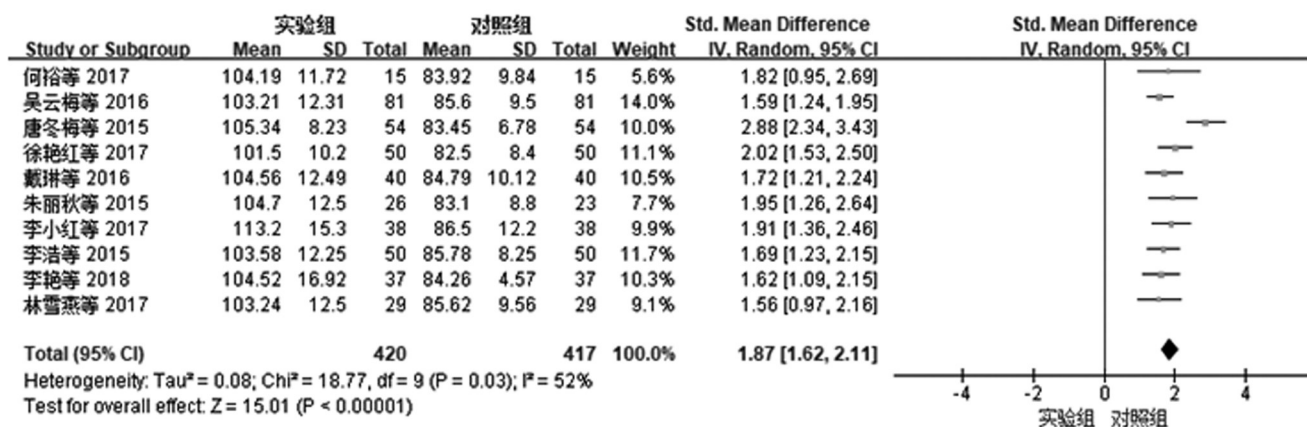 实验组 对照组 Std. Mean Difference Std. Mean Difference
Study or Subgroup Mean SD Total Mean SD Total Weight IV, Random, 95% CI IV, Random, 95% CI
何裕等 2017 104.19 11.72 15 83.92 9.84 15 5.6% 1.82 [0.95, 2.69]
吴云梅等 2016 103.21 12.31 81 85.6 9.5 81 14.0% 1.59 [1.24, 1.95]
唐冬梅等 2015 105.34 8.23 54 83.45 6.78 54 10.0% 2.88 [2.34, 3.43]
徐艳红等 2017 101.5 10.2 50 82.5 8.4 50 11.1% 2.02 [1.53, 2.50]
戴琳等 2016 104.56 12.49 40 84.79 10.12 40 10.5% 1.72 [1.21, 2.24]
朱丽秋等 2015 104.7 12.5 26 83.1 8.8 23 7.7% 1.95 [1.26, 2.64]
李小红等 2017 113.2 15.3 38 86.5 12.2 38 9.9% 1.91 [1.36, 2.46]
李浩等 2015 103.58 12.25 50 85.78 8.25 50 11.7% 1.69 [1.23, 2.15]
李艳等 2018 104.52 16.92 37 84.26 4.57 37 10.3% 1.62 [1.09, 2.15]
林雪燕等 2017 103.24 12.5 29 85.62 9.56 29 9.1% 1.56 [0.97, 2.16]
Total (95% CI) 420 417 100.0% 1.87 [1.62, 2.11]
Heterogeneity: Tau² = 0.08; Chi² = 18.77, df = 9 (P = 0.03); I² = 52%
Test for overall effect: Z = 15.01 (P < 0.00001)
-4 -2 0 2 4
实验组 对照组